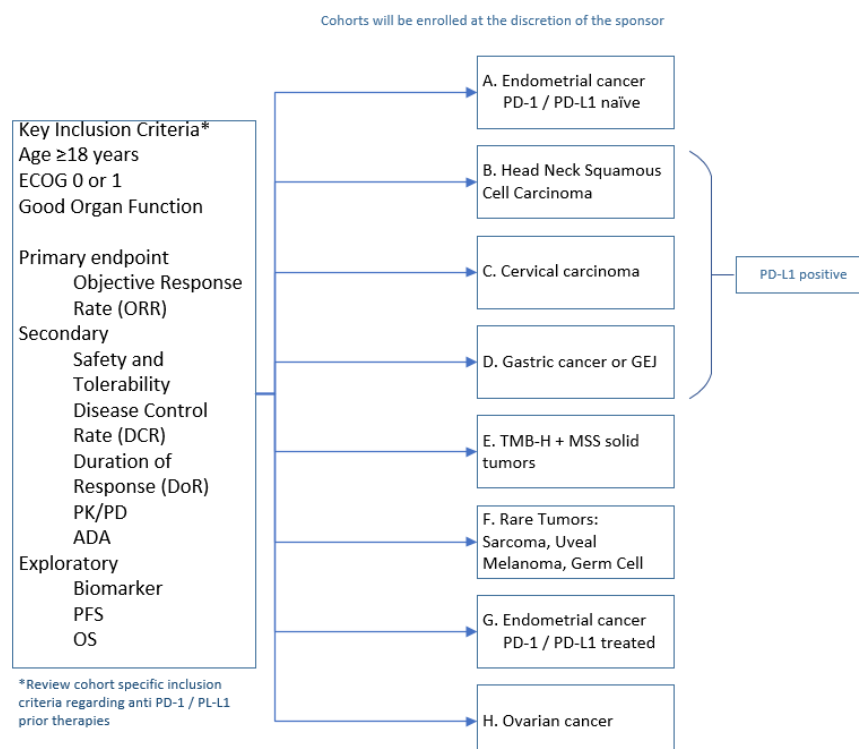 Cohorts will be enrolled at the discretion of the sponsor
Key Inclusion Criteria*
Age ≥18 years
ECOG 0 or 1
Good Organ Function
Primary endpoint
Objective Response
Rate (ORR)
Secondary
Safety and
Tolerability
Disease Control
Rate (DCR)
Duration of
Response (DoR)
PK/PD
ADA
Exploratory
Biomarker
PFS
OS
*Review cohort specific inclusion
criteria regarding anti PD-1 / PL-L1
prior therapies
A. Endometrial cancer
PD-1 / PD-L1 naïve
B. Head Neck Squamous
Cell Carcinoma
C. Cervical carcinoma
D. Gastric cancer or GEJ
PD-L1 positive
E. TMB-H + MSS solid
tumors
F. Rare Tumors:
Sarcoma, Uveal
Melanoma, Germ Cell
G. Endometrial cancer
PD-1 / PD-L1 treated
H. Ovarian cancer